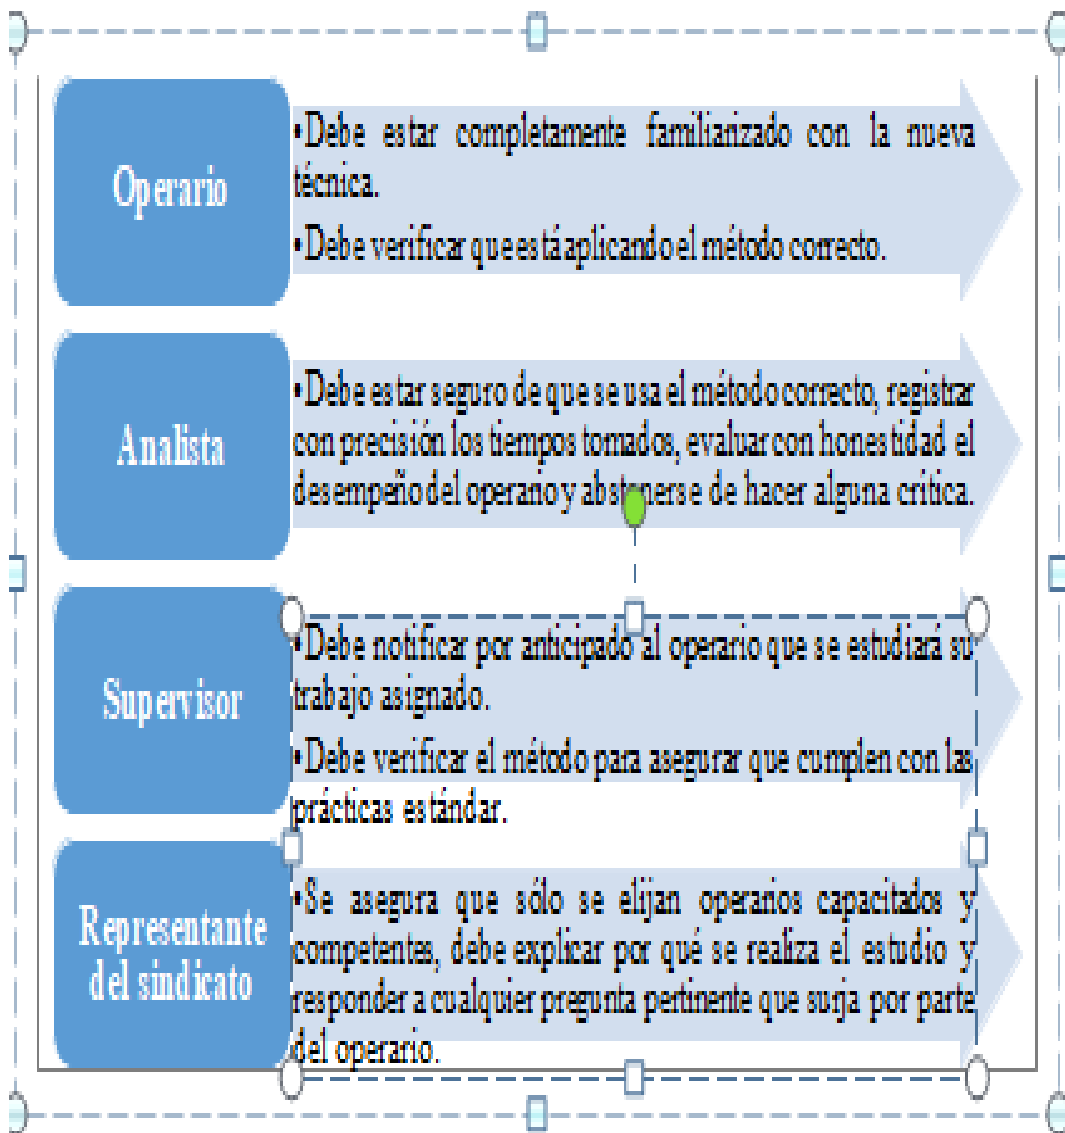 Operario
•Debe estar completamente familiarizado con la nueva
técnica.
•Debe verificar que está aplicando el método correcto.
Analista
•Debe estar seguro de que se usa el método correcto, registrar
con precisión los tiempos tomados, evaluar con honestidad el
desempeño del operario y abstenerse de hacer alguna crítica.
Supervisor
•Debe notificar por anticipado al operario que se estudiará su
trabajo asignado.
•Debe verificar el método para asegurar que cumplen con las
prácticas estándar.
Representante
del sindicato
•Se asegura que sólo se elijan operarios capacitados y
competentes, debe explicar por qué se realiza el estudio y
responder a cualquier pregunta pertinente que surja por parte
del operario.